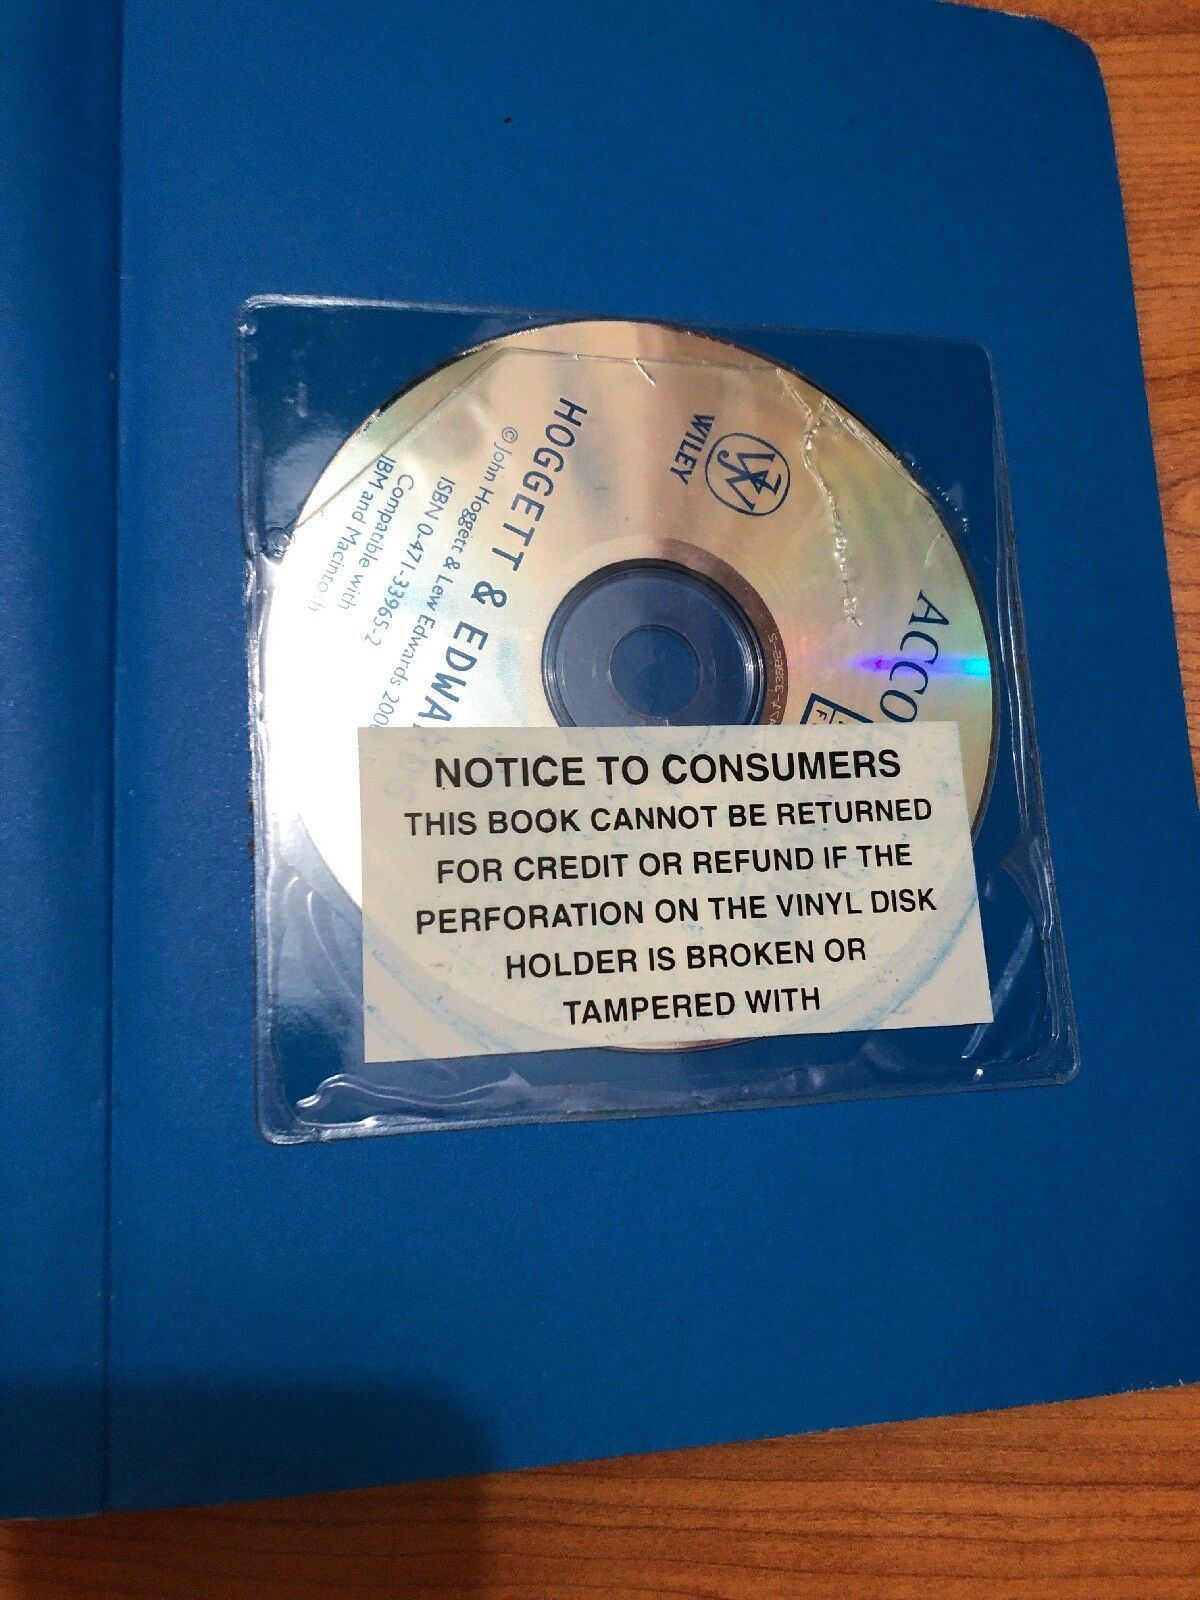 WILEY
HOGGETT & EDWA
© John Hoggett & Lew Edwards 200
ISBN 0-471-33965-2
Compatible with
IBM and Macintosh
ACCO
NOTICE TO CONSUMERS
THIS BOOK CANNOT BE RETURNED
FOR CREDIT OR REFUND IF THE
PERFORATION ON THE VINYL DISK
HOLDER IS BROKEN OR
TAMPERED WITH